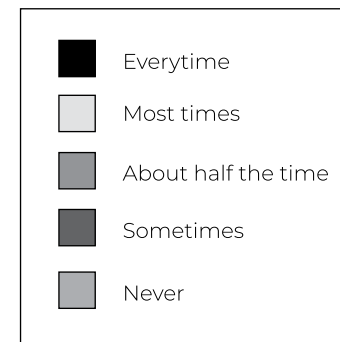 Everytime
Most times
About half the time
Sometimes
Never